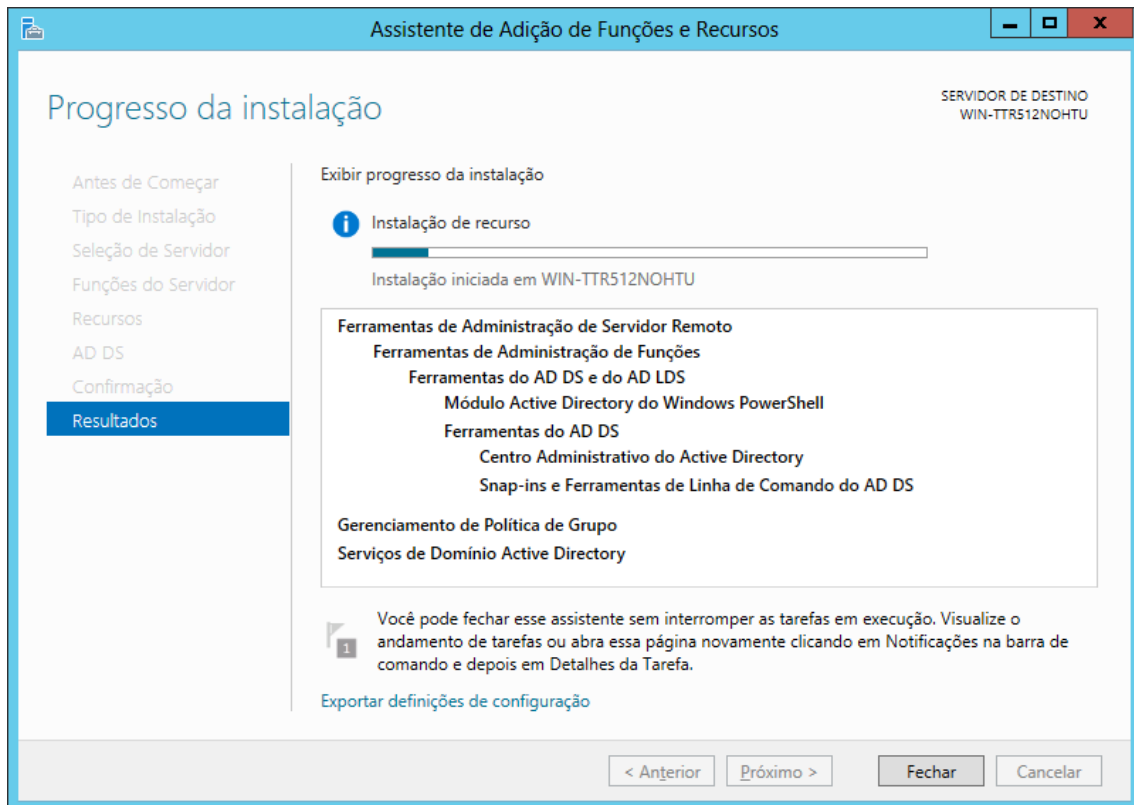 Assistente de Adição de Funções e Recursos
Progresso da instalação
SERVIDOR DE DESTINO
WIN-TTR512NOHTU
Antes de Começar
Tipo de Instalação
Seleção de Servidor
Funções do Servidor
Recursos
AD DS
Confirmação
Resultados
Exibir progresso da instalação
Instalação de recurso
Instalação iniciada em WIN-TTR512NOHTU
Ferramentas de Administração de Servidor Remoto
Ferramentas de Administração de Funções
Ferramentas do AD DS e do AD LDS
Módulo Active Directory do Windows PowerShell
Ferramentas do AD DS
Centro Administrativo do Active Directory
Snap-ins e Ferramentas de Linha de Comando do AD DS
Gerenciamento de Política de Grupo
Serviços de Domínio Active Directory
1
Você pode fechar esse assistente sem interromper as tarefas em execução. Visualize o
andamento de tarefas ou abra essa página novamente clicando em Notificações na barra de
comando e depois em Detalhes da Tarefa.
Exportar definições de configuração
< Anterior
Próximo >
Fechar
Cancelar